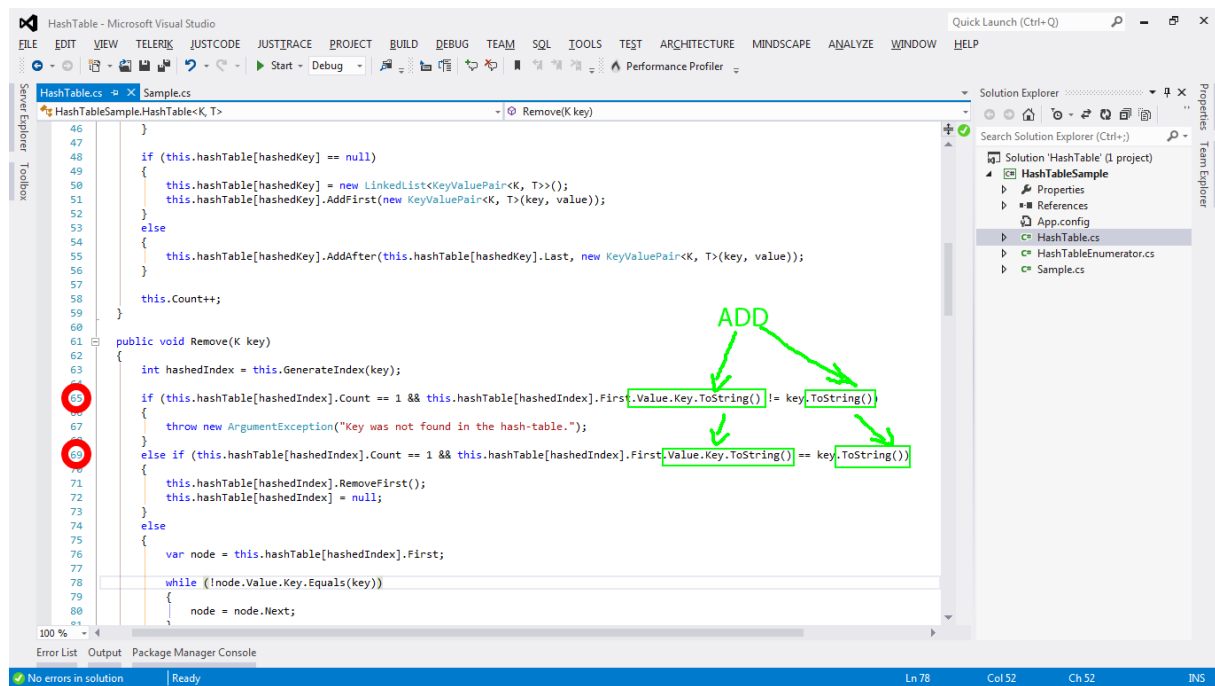 HashTable - Microsoft Visual Studio
Quick Launch (Ctrl+Q)
FILE EDIT VIEW TELERIK JUSTCODE JUSTTRACE PROJECT BUILD DEBUG TEAM SQL TOOLS TEST ARCHITECTURE MINDSCAPE ANALYZE WINDOW HELP
Start Debug Performance Profiler
Server Explorer
Toolbox
HashTable.cs Sample.cs
HashTableSample.HashTable<K, T> Remove(K key)
46 }
47
48 if (this.hashTable[hashedKey] == null)
49 {
50 this.hashTable[hashedKey] = new LinkedList<KeyValuePair<K, T>>();
51 this.hashTable[hashedKey].AddFirst(new KeyValuePair<K, T>(key, value));
52 }
53 else
54 {
55 this.hashTable[hashedKey].AddAfter(this.hashTable[hashedKey].Last, new KeyValuePair<K, T>(key, value));
56 }
57
58 this.Count++;
59 }
60
61 public void Remove(K key)
62 {
63 int hashedIndex = this.GenerateIndex(key);
ADD
65 if (this.hashTable[hashedIndex].Count == 1 && this.hashTable[hashedIndex].First.Value.Key.ToString() != key.ToString())
{
67 throw new ArgumentException("Key was not found in the hash-table.");
}
69 else if (this.hashTable[hashedIndex].Count == 1 && this.hashTable[hashedIndex].First.Value.Key.ToString() == key.ToString())
70 {
71 this.hashTable[hashedIndex].RemoveFirst();
72 this.hashTable[hashedIndex] = null;
73 }
74 else
75 {
76 var node = this.hashTable[hashedIndex].First;
77
78 while (!node.Value.Key.Equals(key))
79 {
80 node = node.Next;
81 }
100 %
Solution Explorer
Search Solution Explorer (Ctrl+;)
Solution 'HashTable' (1 project)
C# HashTableSample
Properties
References
App.config
C# HashTable.cs
C# HashTableEnumerator.cs
C# Sample.cs
Properties
Team Explorer
Error List Output Package Manager Console
No errors in solution Ready Ln 78 Col 52 Ch 52 INS